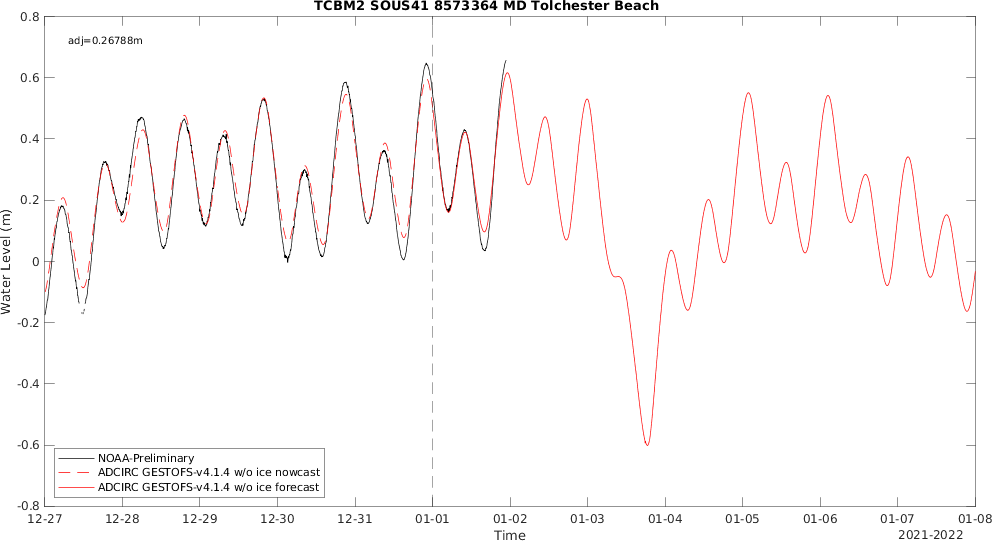 TCBM2 SOUS41 8573364 MD Tolchester Beach
adj=0.26788m
0.8
0.6
0.4
0.2
0
-0.2
-0.4
-0.6
-0.8
Water Level (m)
NOAA-Preliminary
ADCIRC GESTOFS-v4.1.4 w/o ice nowcast
ADCIRC GESTOFS-v4.1.4 w/o ice forecast
12-27 12-28 12-29 12-30 12-31 01-01 01-02 01-03 01-04 01-05 01-06 01-07 01-08
Time
2021-2022